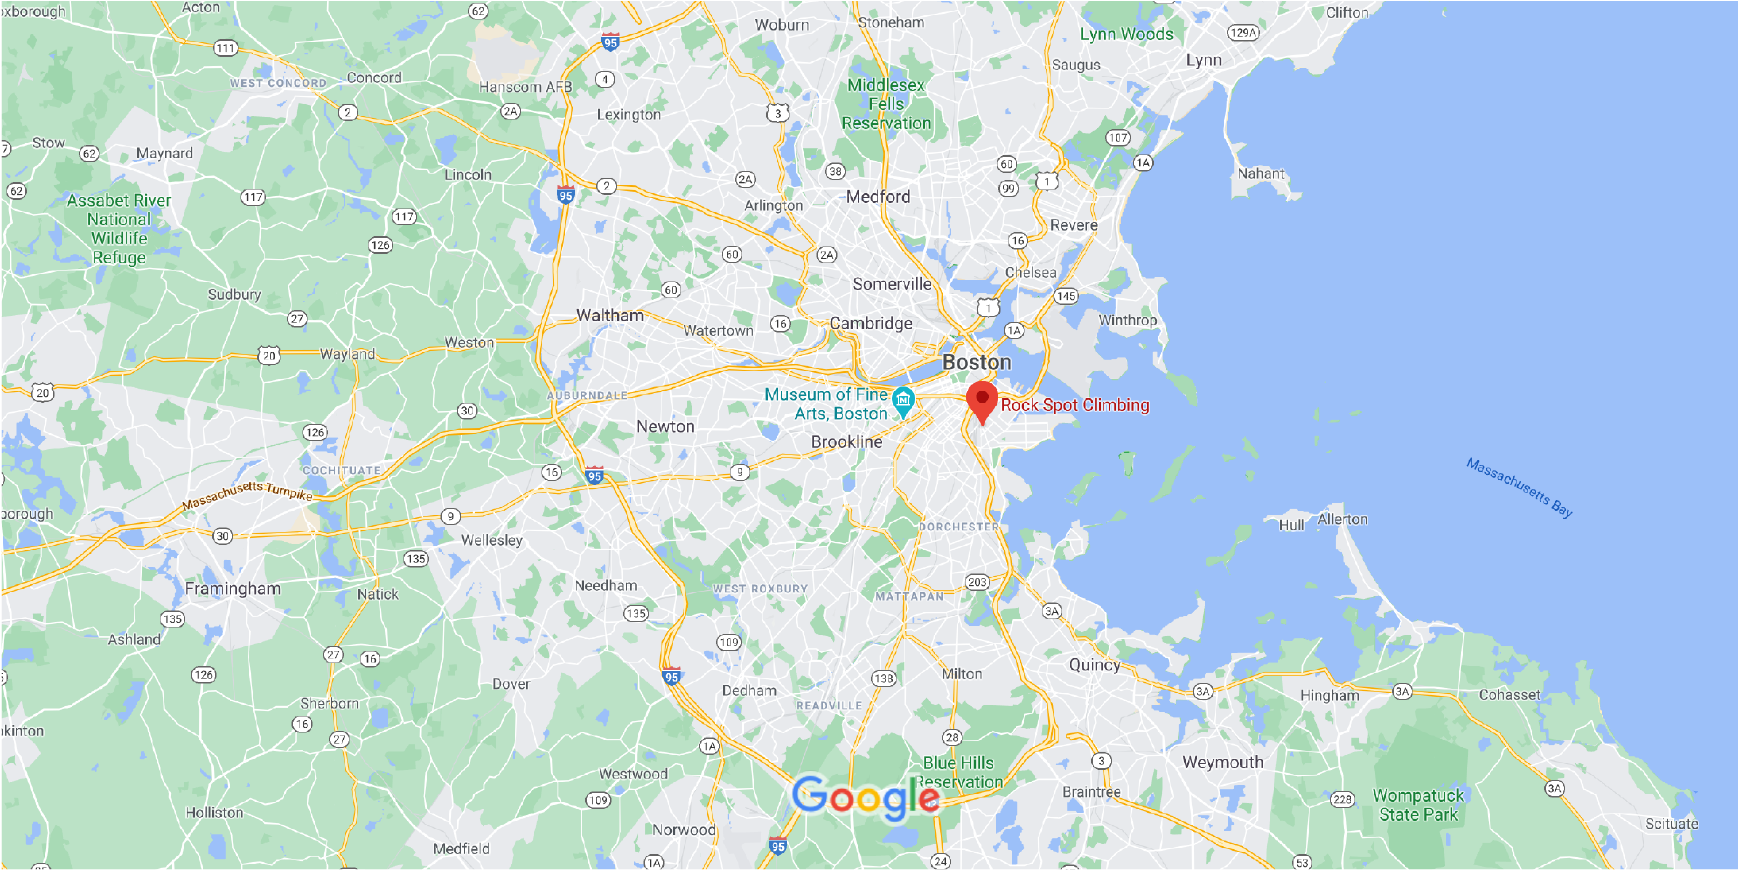 oxborough
Acton
62
Woburn
Stoneham
Clifton
129A
Lynn Woods
Lynn
111
95
Saugus
WEST CONCORD
Concord
Hanscom AFB
4
Middlesex
Fells
Reservation
2
2A
Lexington
3
107
Stow
62
Maynard
62
Lincoln
60
1A
38
99
1
Nahant
117
95
2
2A
Arlington
Medford
Assabet River
National
Wildlife
Refuge
117
126
Revere
16
60
2A
Chelsea
Sudbury
60
Somerville
145
1
27
Waltham
Watertown
16
Cambridge
1A
Winthrop
20
Wayland
Weston
Boston
20
AUBURNDALE
Museum of Fine
Arts, Boston
Rock Spot Climbing
30
126
Newton
Brookline
COCHITUATE
16
95
9
Massachusetts Bay
Massachusetts Turnpike
borough
9
30
Hull
Allerton
DORCHESTER
Wellesley
135
Framingham
Natick
Needham
WEST ROXBURY
MATTAPAN
203
135
135
3A
Ashland
109
27
16
126
95
Dover
Dedham
138
Milton
Quincy
3A
Hingham
3A
Cohasset
Sherborn
READVILLE
16
kinton
27
1A
28
Blue Hills
Reservation
3
Weymouth
Westwood
Google
Braintree
109
228
Wompatuck
State Park
3A
Holliston
Norwood
Scituate
Medfield
95
1A
24
53